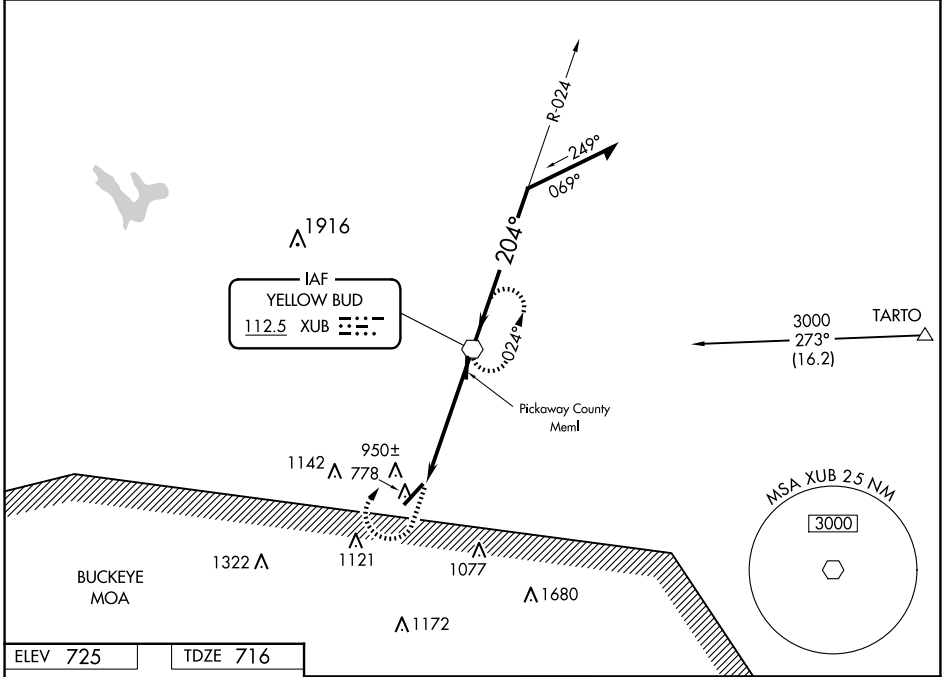 R-024
249°
069°
1916
204°
IAF
YELLOW BUD
112.5 XUB
024°
3000
273°
(16.2)
TARTO
Pickaway County
Meml
950±
1142
778
MSA XUB 25 NM
3000
1322
1121
1077
BUCKEYE
MOA
1680
1172
ELEV 725
TDZE 716